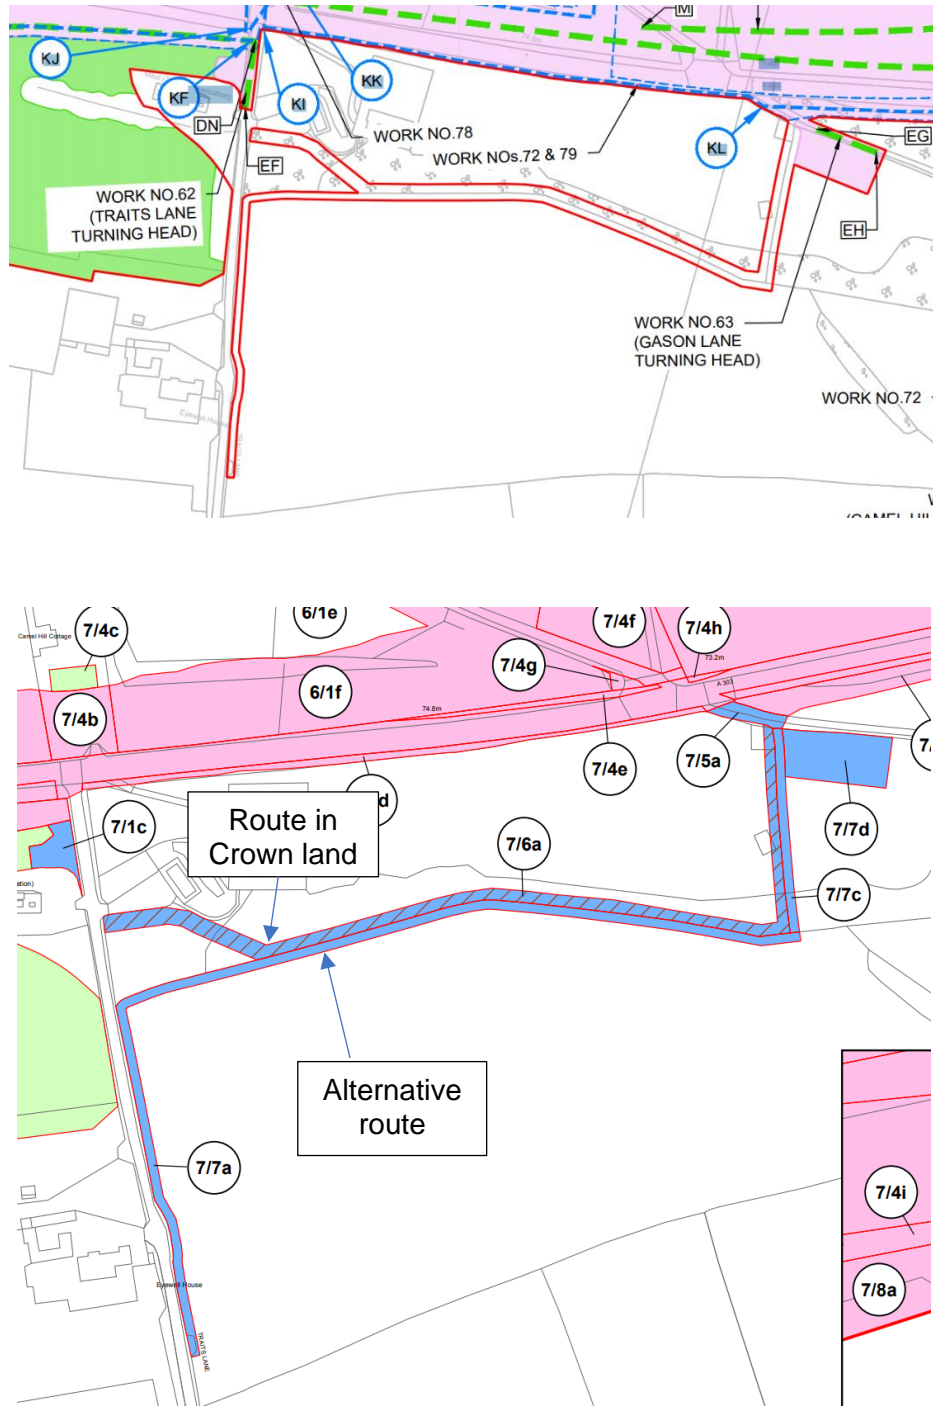 M
KJ
KF
KI
KK
DN
EF
WORK NO.78
WORK NOs.72 & 79
KL
EG
EH
WORK NO.62
(TRAITS LANE
TURNING HEAD)
WORK NO.63
(GASON LANE
TURNING HEAD)
WORK NO.72
Eyewell House
6/1e
Camel Hill Cottage
7/4c
7/4f
7/4h
7/4g
73.2m
6/1f
A 303
7/4b
74.8m
7/4e
7/5a
d
Route in
Crown land
7/1c
7/6a
7/7d
7/7c
Alternative
route
7/7a
7/4i
Eyewell House
7/8a
TRAITS LANE